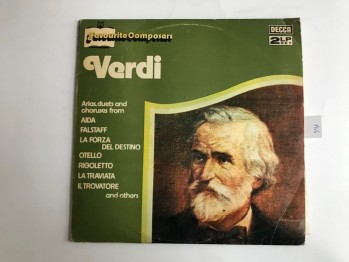 Favourite Composers
DECCA
2LP
Verdi
Arias, duets and
choruses from
AIDA
FALSTAFF
LA FORZA
DEL DESTINO
OTELLO
RIGOLETTO
LA TRAVIATA
IL TROVATORE
and others